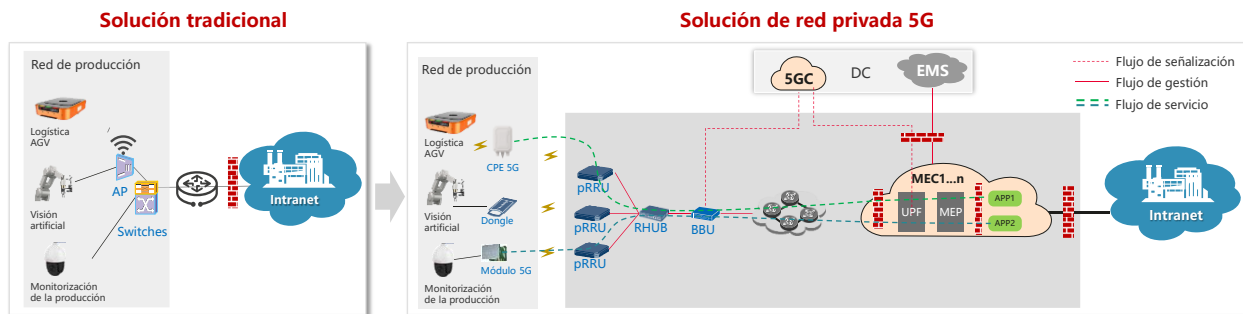 Solución tradicional
Red de producción
Logística
AGV
AP
Visión
artificial
Switches
Monitorización
de la producción
Intranet
Solución de red privada 5G
Red de producción
Logística
AGV
CPE 5G
Visión
artificial
Dongle
Módulo 5G
Monitorización
de la producción
pRRU
pRRU
pRRU
RHUB
BBU
5GC
DC
EMS
MEC1...n
UPF
MEP
APP1
APP2
Flujo de señalización
Flujo de gestión
Flujo de servicio
Intranet